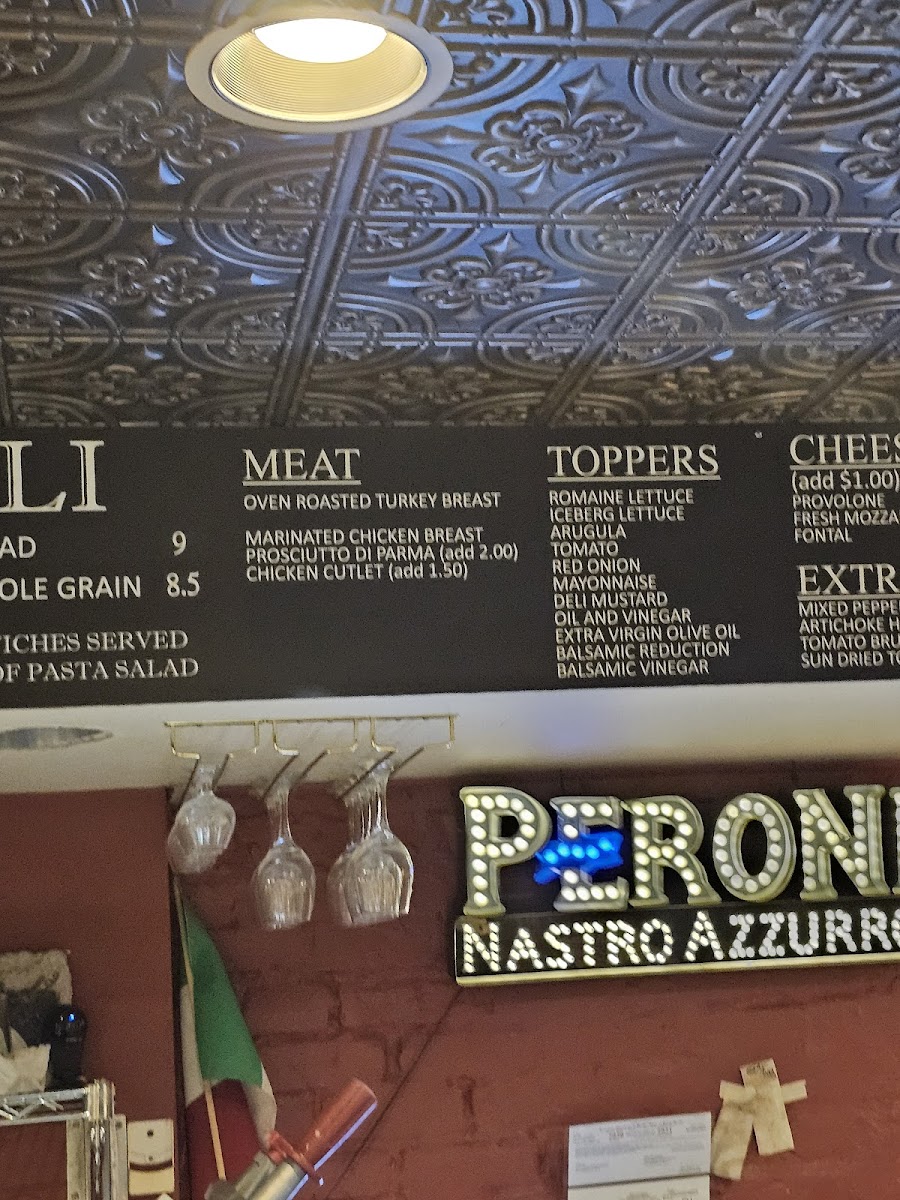 LI
AD 9
OLE GRAIN 8.5
ICHES SERVED
OF PASTA SALAD
MEAT
OVEN ROASTED TURKEY BREAST
MARINATED CHICKEN BREAST
PROSCIUTTO DI PARMA (add 2.00)
CHICKEN CUTLET (add 1.50)
TOPPERS
ROMAINE LETTUCE
ICEBERG LETTUCE
ARUGULA
TOMATO
RED ONION
MAYONNAISE
DELI MUSTARD
OIL AND VINEGAR
EXTRA VIRGIN OLIVE OIL
BALSAMIC REDUCTION
BALSAMIC VINEGAR
CHEES
(add $1.00)
PROVOLONE
FRESH MOZZA
FONTAL
EXTR
MIXED PEPPE
ARTICHOKE H
TOMATO BRU
SUN DRIED TO
PERONI
NASTRO AZZURRO